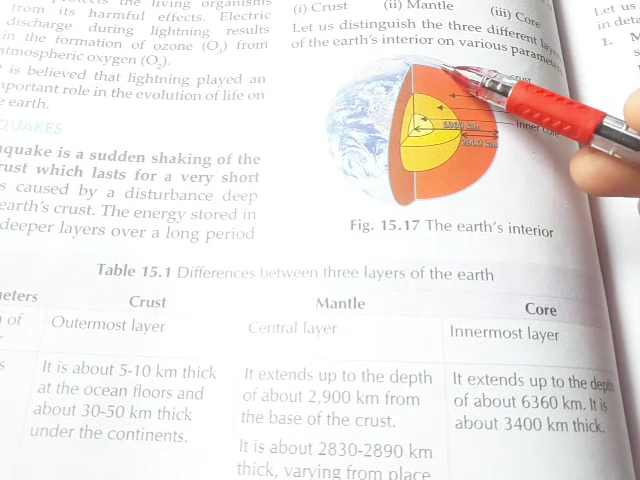 protects the living organisms
from its harmful effects. Electric
discharge during lightning results
in the formation of ozone (O₃) from
atmospheric oxygen (O₂).
t is believed that lightning played an
mportant role in the evolution of life on
e earth.
QUAKES
quake is a sudden shaking of the
rust which lasts for a very short
s caused by a disturbance deep
earth's crust. The energy stored in
deeper layers over a long period
(i) Crust (ii) Mantle (iii) Core
Let us distinguish the three different
of the earth's interior on various
crust
inner core
Fig. 15.17 The earth's interior
Let us
in deta
1. M
Table 15.1 Differences between three layers of the earth
meters Crust Mantle Core
of Outermost layer Central layer Innermost layer
s It is about 5-10 km thick
at the ocean floors and
about 30-50 km thick
under the continents.
It extends up to the depth
of about 2,900 km from
the base of the crust.
It is about 2830-2890 km
thick, varying from place
It extends up to the depth
of about 6360 km. It is
about 3400 km thick.